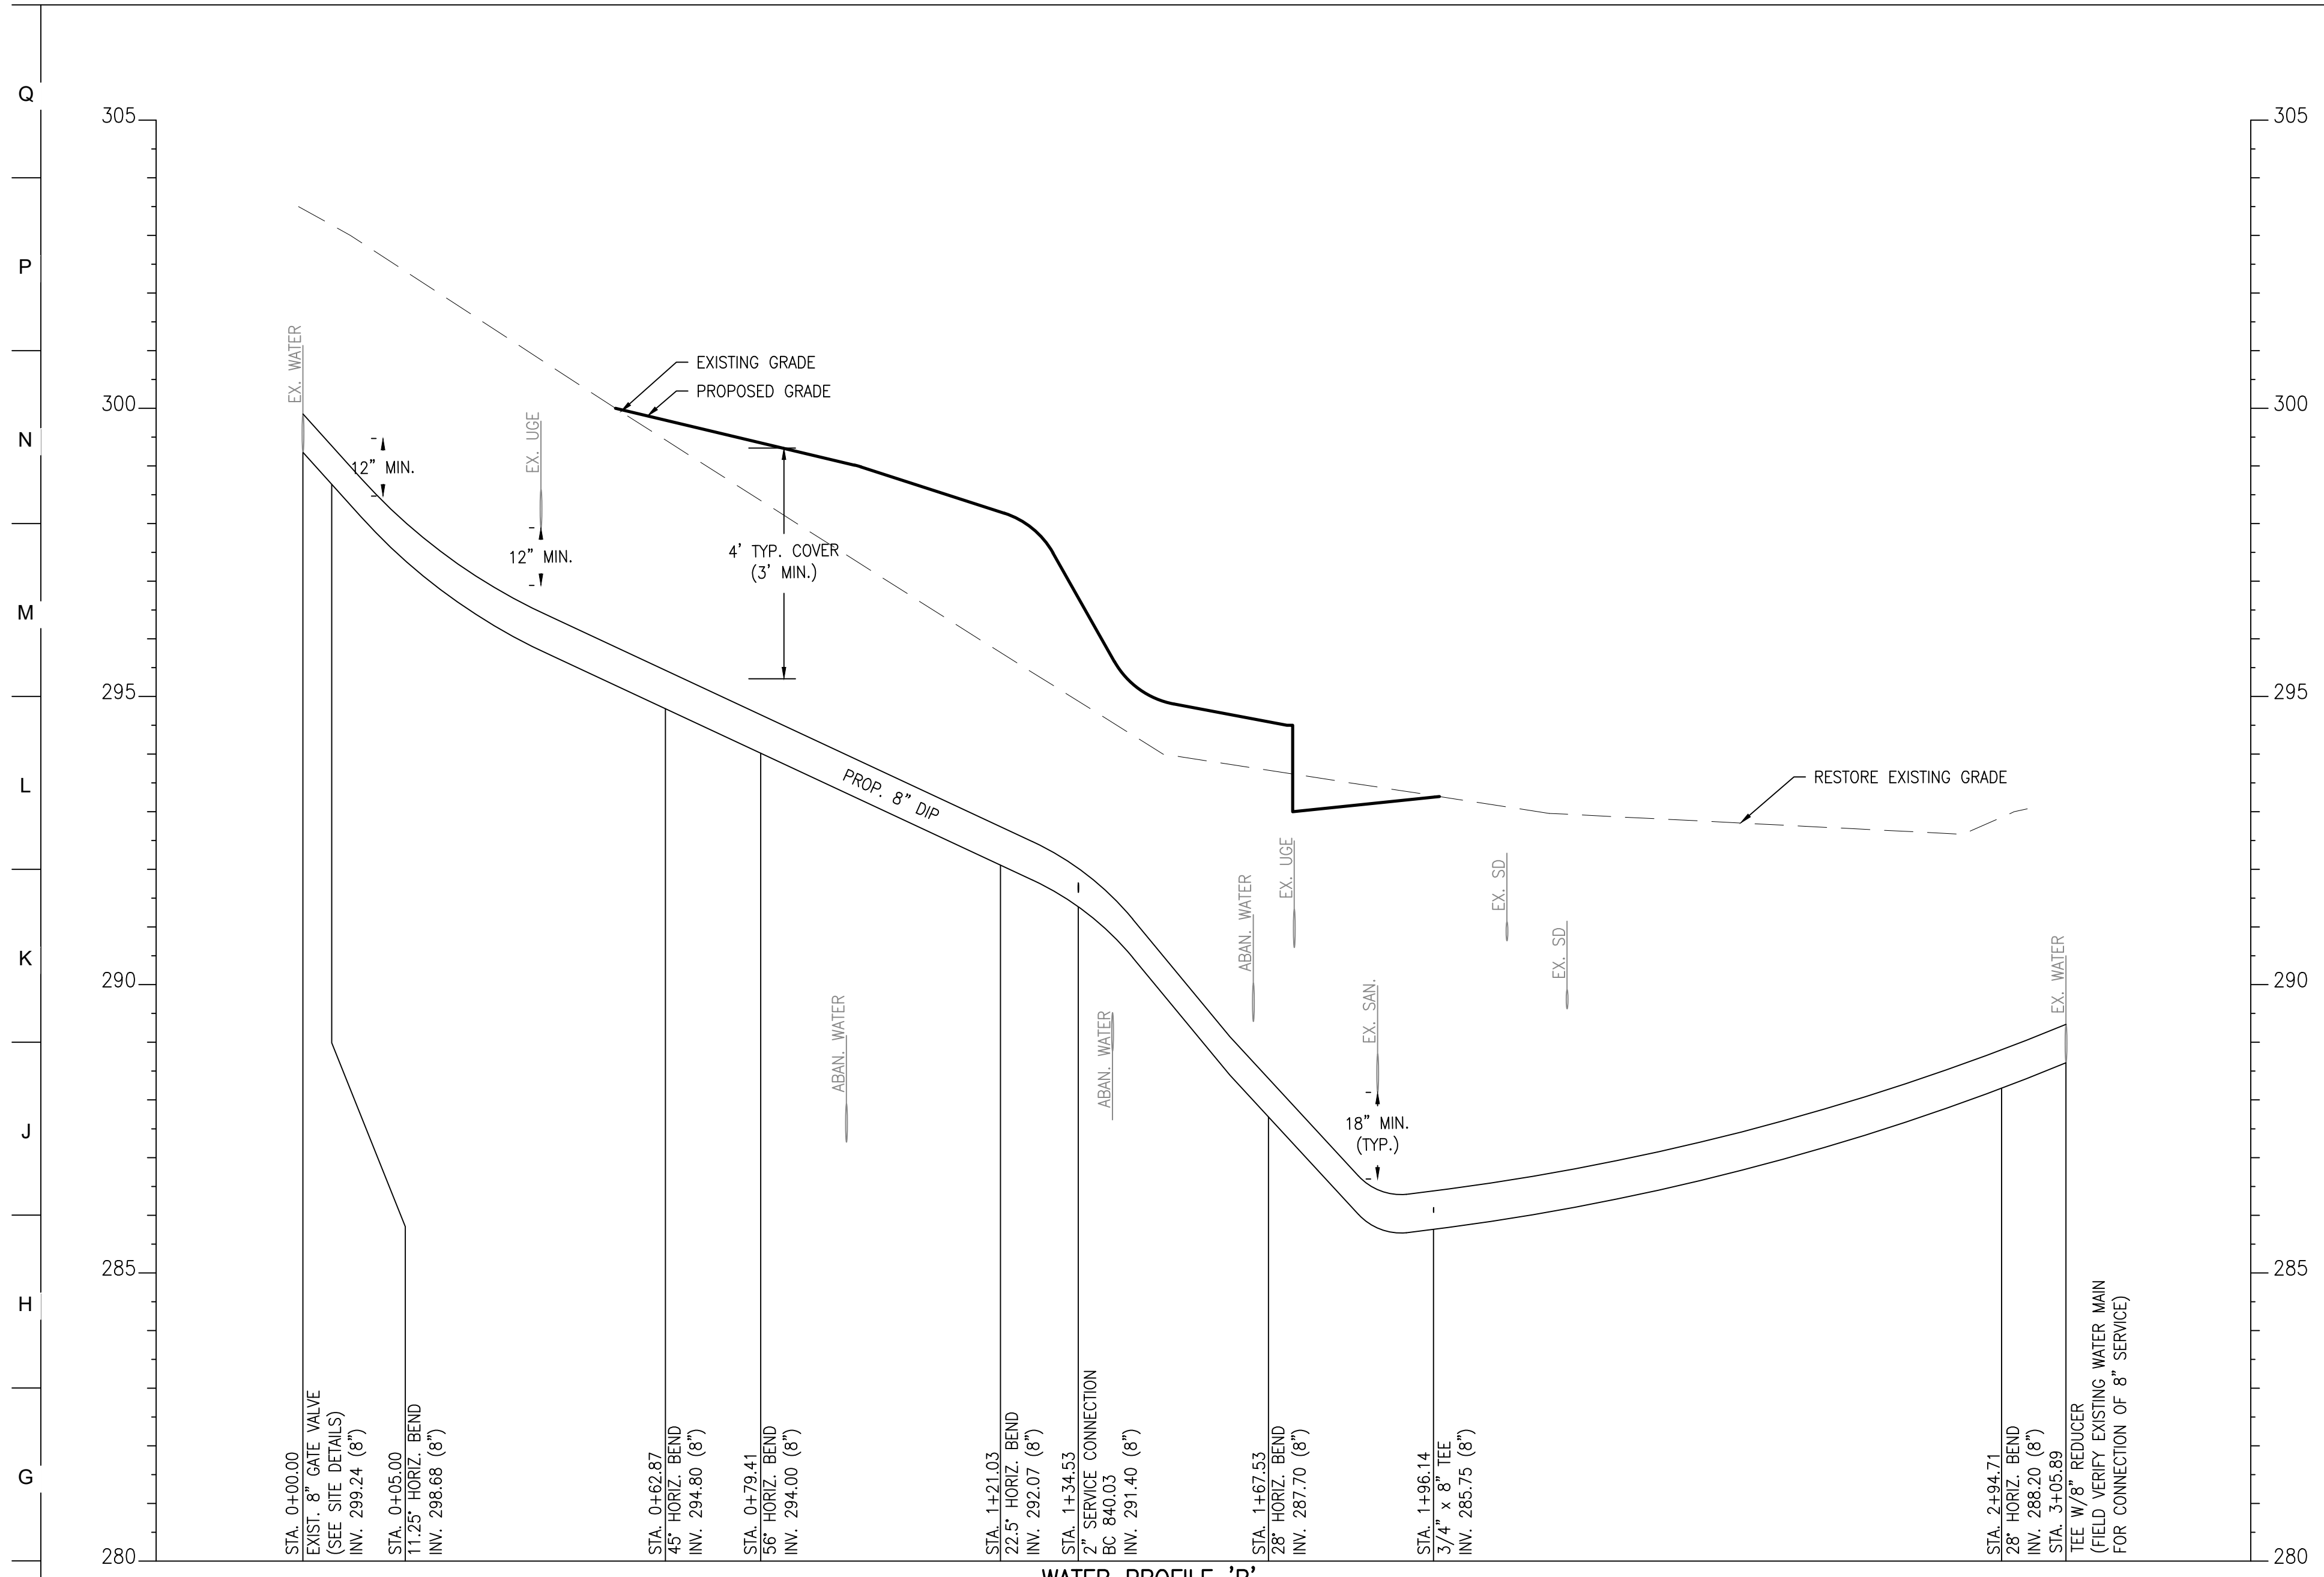 Q
305
305
P
EX. WATER
EXISTING GRADE
PROPOSED GRADE
300
300
N
12" MIN.
EX. UGE
12" MIN.
4' TYP. COVER
(3' MIN.)
M
295
295
L
PROP. 8" DIP
RESTORE EXISTING GRADE
EX. UGE
ABAN. WATER
EX. SD
EX. SD
K
290
290
EX. WATER
EX. SAN.
ABAN. WATER
ABAN. WATER
J
18" MIN.
(TYP.)
285
285
H
G
STA. 0+00.00
EXIST. 8" GATE VALVE
(SEE SITE DETAILS)
INV. 299.24 (8")
STA. 0+05.00
11.25° HORIZ. BEND
INV. 298.68 (8")
STA. 0+62.87
45° HORIZ. BEND
INV. 294.80 (8")
STA. 0+79.41
56° HORIZ. BEND
INV. 294.00 (8")
STA. 1+21.03
22.5° HORIZ. BEND
INV. 292.07 (8")
STA. 1+34.53
2" SERVICE CONNECTION
BC 840.03
INV. 291.40 (8")
STA. 1+67.53
28° HORIZ. BEND
INV. 287.70 (8")
STA. 1+96.14
3/4" x 8" TEE
INV. 285.75 (8")
STA. 2+94.71
28° HORIZ. BEND
INV. 288.20 (8")
STA. 3+05.89
TEE W/8" REDUCER
(FIELD VERIFY EXISTING WATER MAIN
FOR CONNECTION OF 8" SERVICE)
280
280
WATER PROFILE